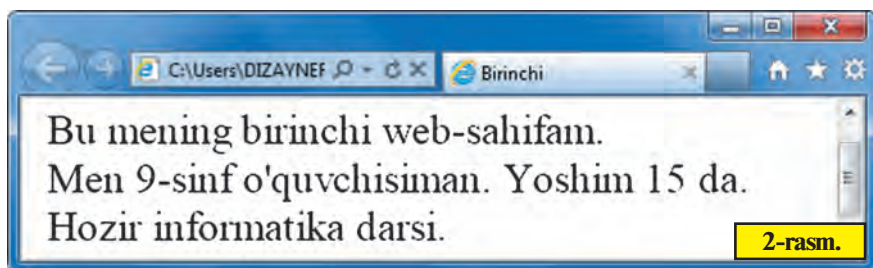 C:\Users\DIZAYNEF
Birinchi
Bu mening birinchi web-sahifam.
Men 9-sinf o'quvchisiman. Yoshim 15 da.
Hozir informatika darsi.
2-rasm.